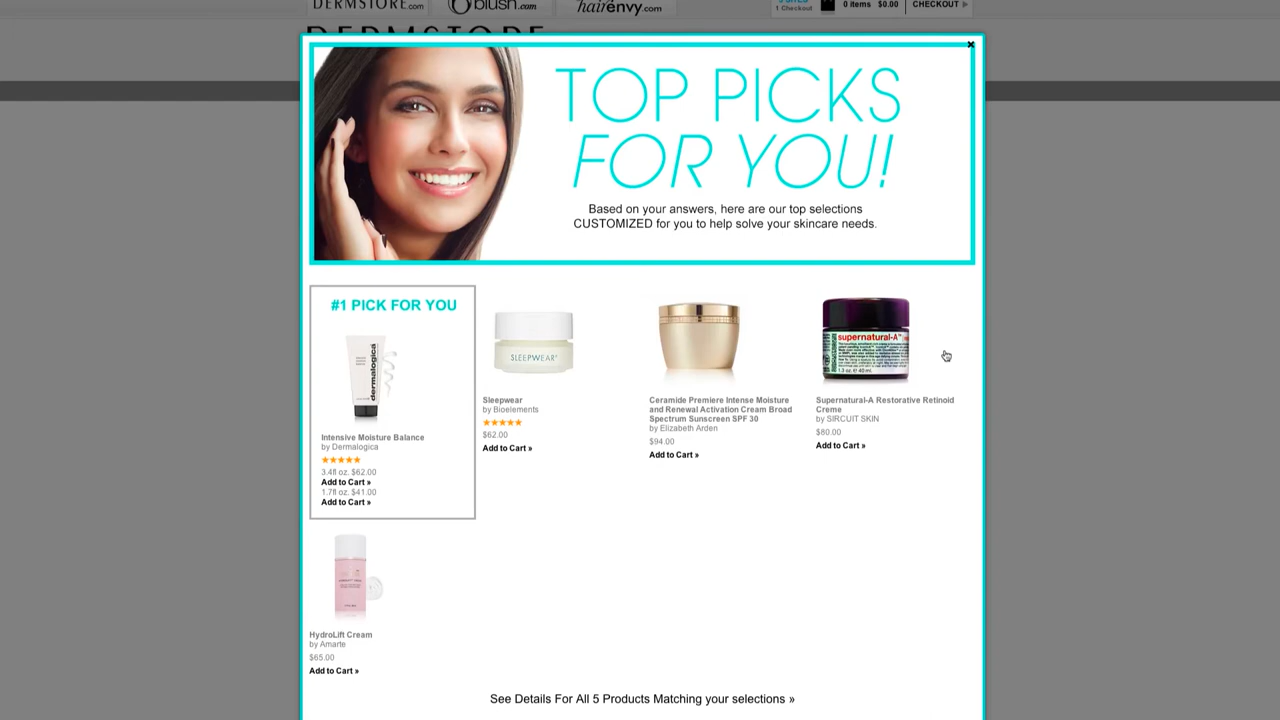 DERMSTORE.com
blush.com
hairenvy.com
1 Checkout
0 items $0.00
CHECKOUT
DERMSTORE
TOP PICKS
FOR YOU!
Based on your answers, here are our top selections
CUSTOMIZED for you to help solve your skincare needs.
#1 PICK FOR YOU
dermalogica
Intensive Moisture Balance
by Dermalogica
3.4fl oz. $62.00
Add to Cart »
1.7fl oz. $41.00
Add to Cart »
SLEEPWEAR
Sleepwear
by Bioelements
$62.00
Add to Cart »
Ceramide Premiere Intense Moisture
and Renewal Activation Cream Broad
Spectrum Sunscreen SPF 30
by Elizabeth Arden
$94.00
Add to Cart »
supernatural-A™
Supernatural-A Restorative Retinoid
Creme
by SIRCUIT SKIN
$80.00
Add to Cart »
HydroLift Cream
by Amarte
$65.00
Add to Cart »
See Details For All 5 Products Matching your selections »